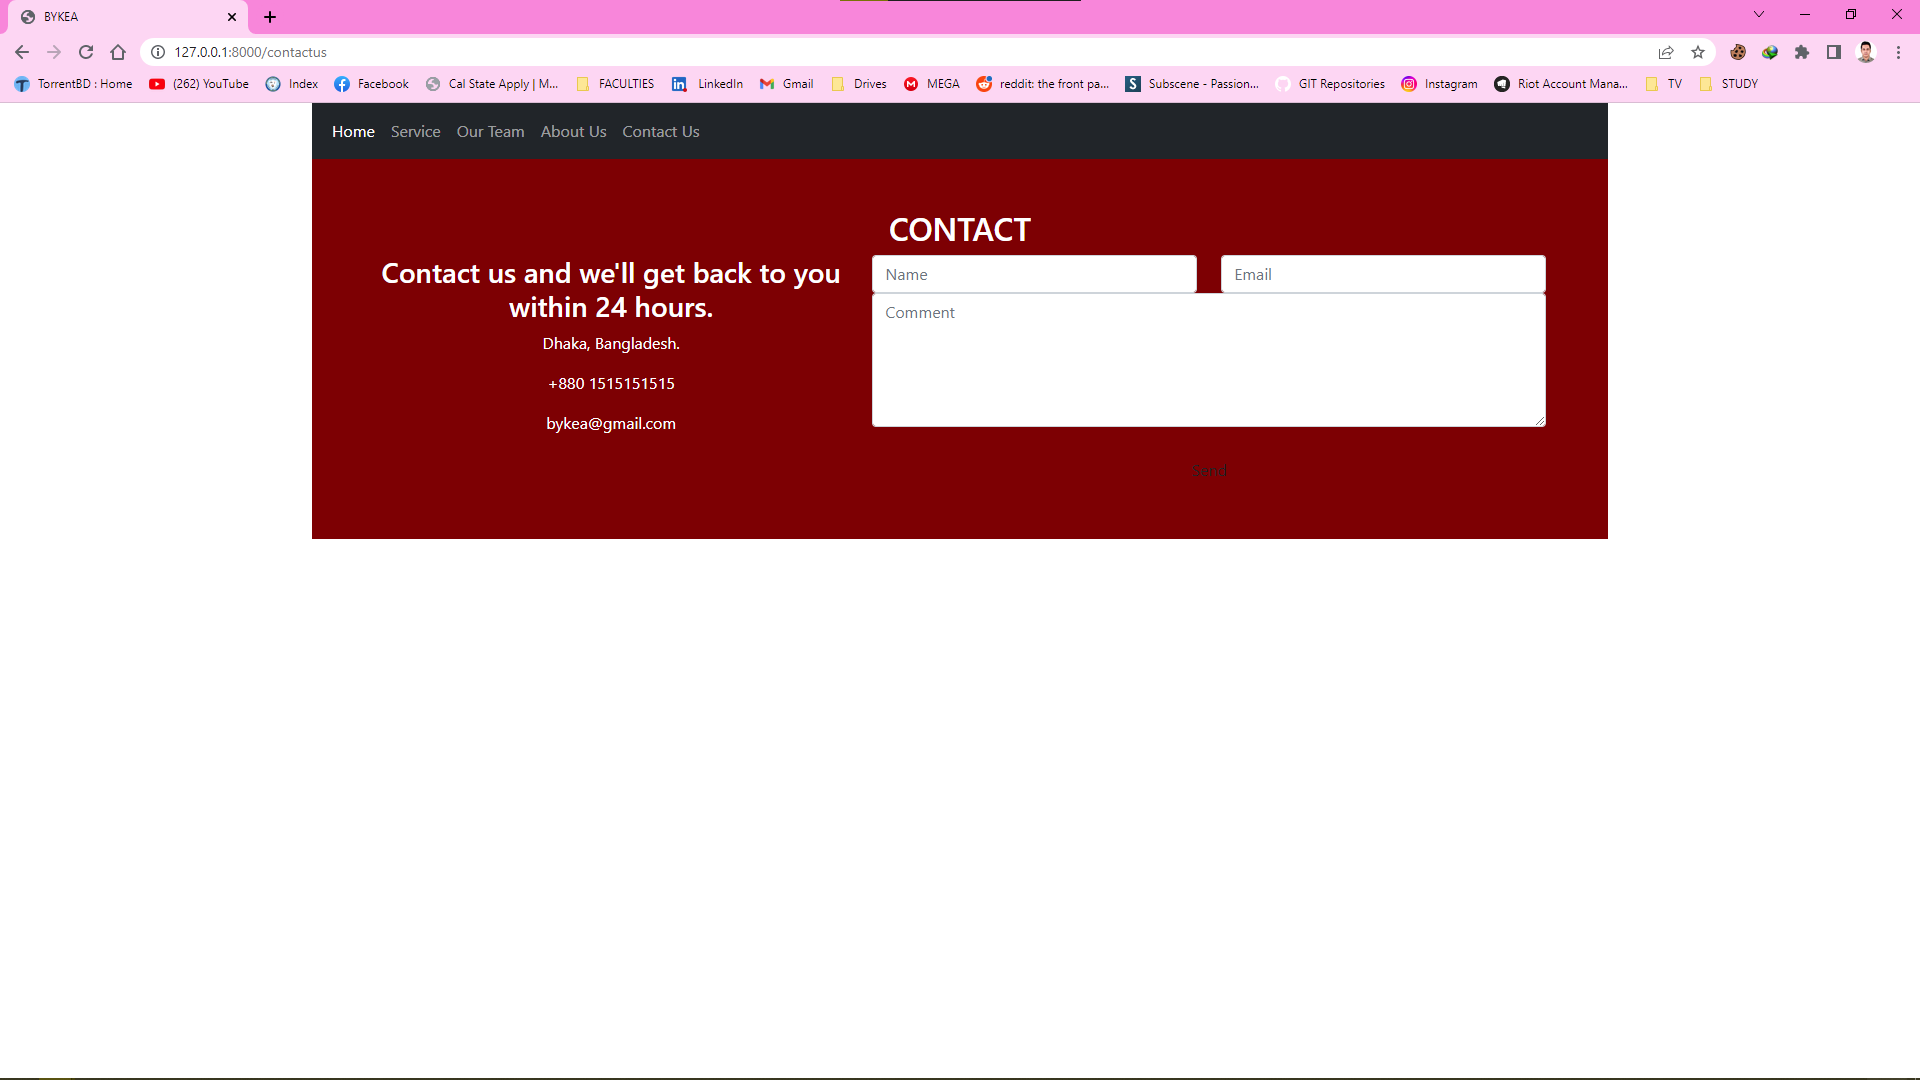 BYKEA
127.0.0.1:8000/contactus
TorrentBD : Home (262) YouTube Index Facebook Cal State Apply | M... FACULTIES LinkedIn Gmail Drives MEGA reddit: the front pa... Subscene - Passion... GIT Repositories Instagram Riot Account Mana... TV STUDY
Home Service Our Team About Us Contact Us
CONTACT
Contact us and we'll get back to you
within 24 hours.
Dhaka, Bangladesh.
+880 1515151515
bykea@gmail.com
Name Email
Comment
Send